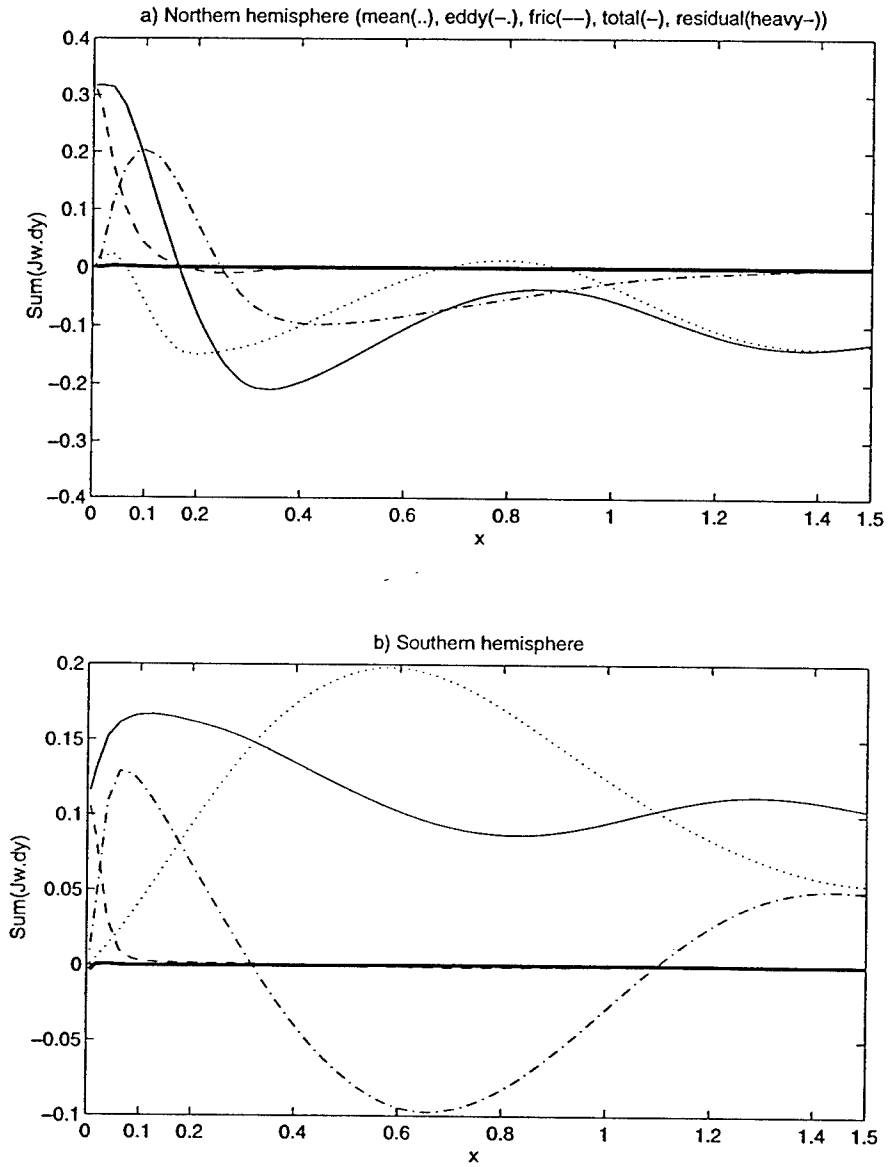 a) Northern hemisphere (mean(..), eddy(−.), fric(−−), total(−), residual(heavy−))
0.4
0.3
0.2
0.1
0
−0.1
−0.2
−0.3
−0.4
Sum(Jw.dy)
0 0.1 0.2 0.4 0.6 0.8 1 1.2 1.4 1.5
x
b) Southern hemisphere
0.2
0.15
0.1
0.05
0
−0.05
−0.1
Sum(Jw.dy)
0 0.1 0.2 0.4 0.6 0.8 1 1.2 1.4 1.5
x